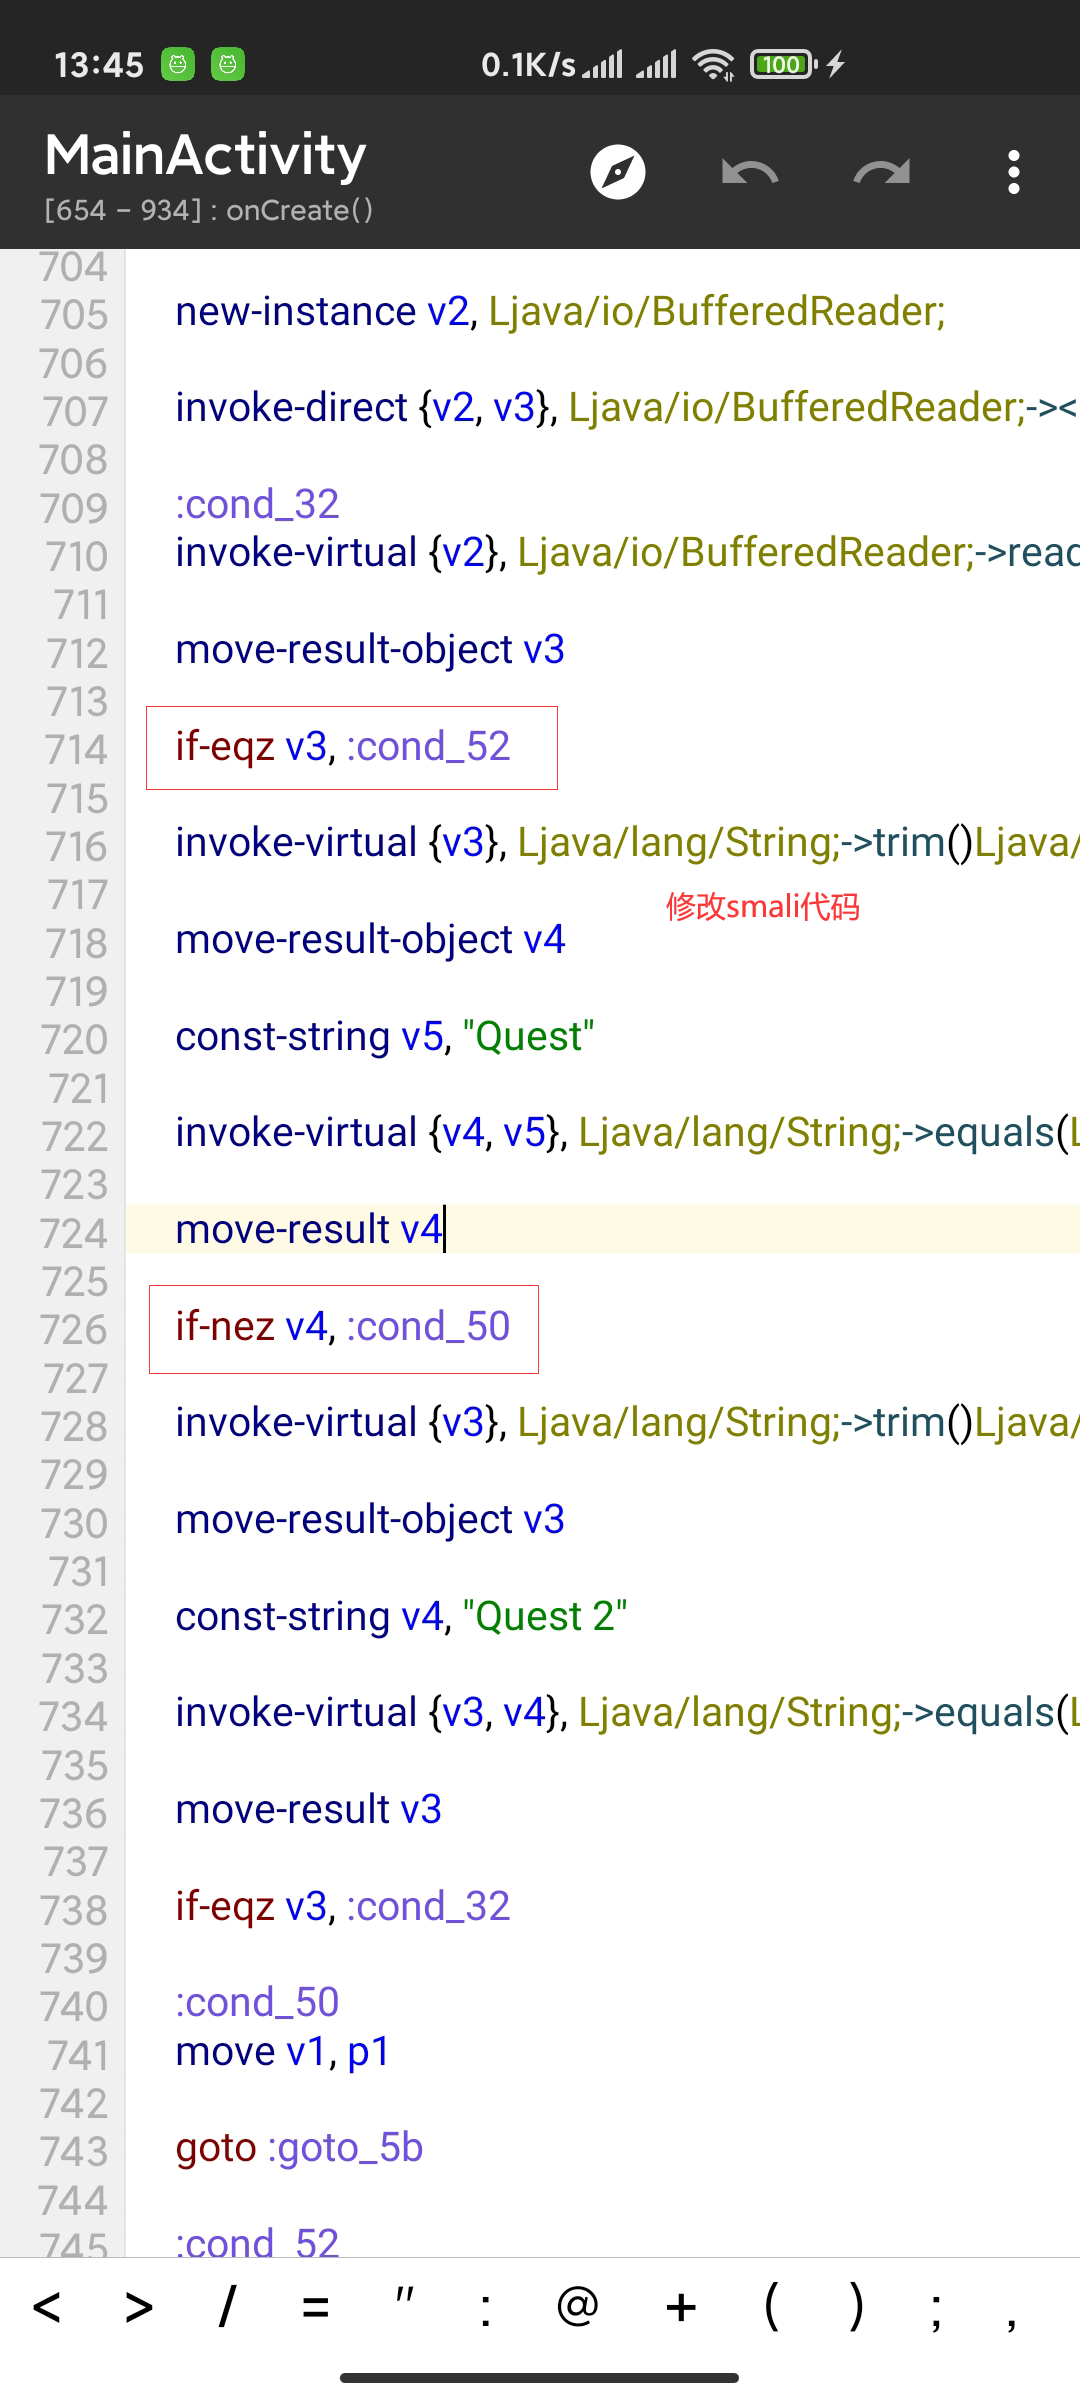 13:45 0.1K/s 100
MainActivity
[654 – 934] : onCreate()
704
705 new-instance v2, Ljava/io/BufferedReader;
706
707 invoke-direct {v2, v3}, Ljava/io/BufferedReader;-><
708
709 :cond_32
710 invoke-virtual {v2}, Ljava/io/BufferedReader;->read
711
712 move-result-object v3
713
714 if-eqz v3, :cond_52
715
716 invoke-virtual {v3}, Ljava/lang/String;->trim()Ljava/
717 修改smali代码
718 move-result-object v4
719
720 const-string v5, "Quest"
721
722 invoke-virtual {v4, v5}, Ljava/lang/String;->equals(L
723
724 move-result v4
725
726 if-nez v4, :cond_50
727
728 invoke-virtual {v3}, Ljava/lang/String;->trim()Ljava/
729
730 move-result-object v3
731
732 const-string v4, "Quest 2"
733
734 invoke-virtual {v3, v4}, Ljava/lang/String;->equals(L
735
736 move-result v3
737
738 if-eqz v3, :cond_32
739
740 :cond_50
741 move v1, p1
742
743 goto :goto_5b
744
745 :cond_52
< > / = " : @ + ( ) ; ,